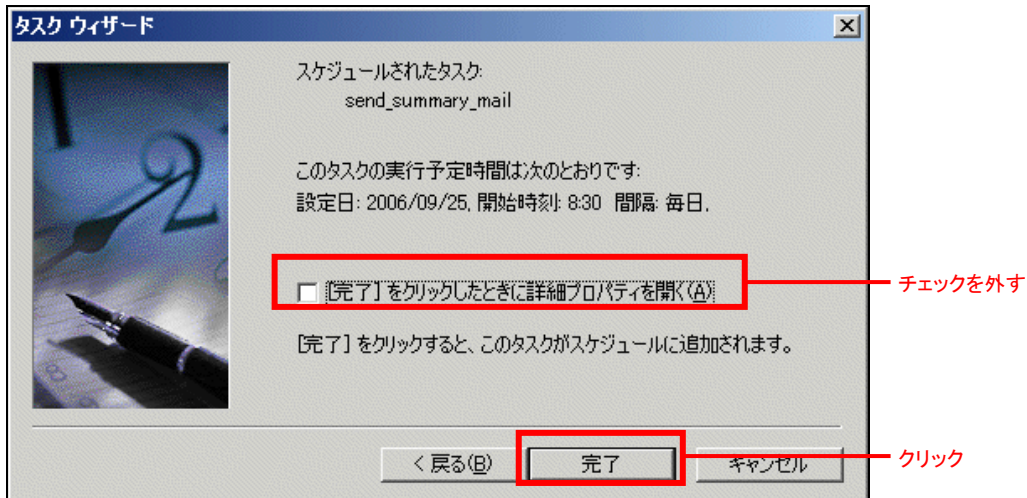 タスク ウィザード
スケジュールされたタスク:
send_summary_mail
このタスクの実行予定時間は次のとおりです:
設定日: 2006/09/25, 開始時刻: 8:30 間隔: 毎日,
[完了] をクリックしたときに詳細プロパティを開く(A)
チェックを外す
[完了] をクリックすると、このタスクがスケジュールに追加されます。
< 戻る(B)
完了
キャンセル
クリック